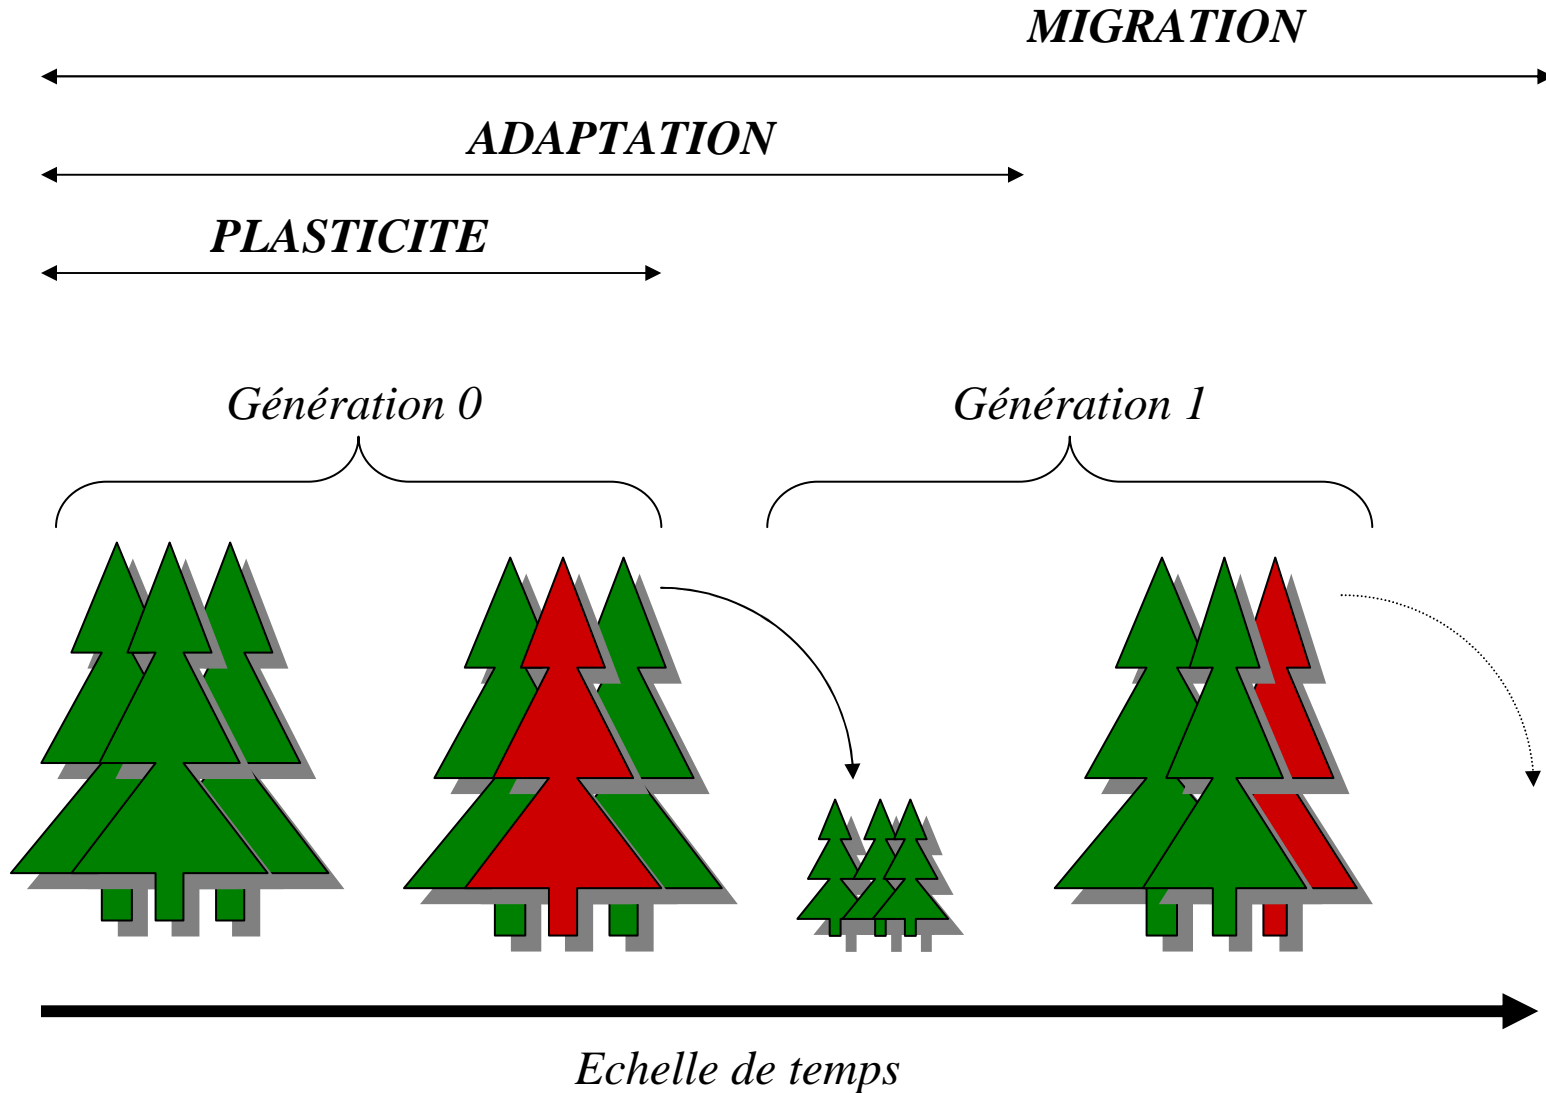 MIGRATION
ADAPTATION
PLASTICITE
Génération 0
Génération 1
Echelle de temps